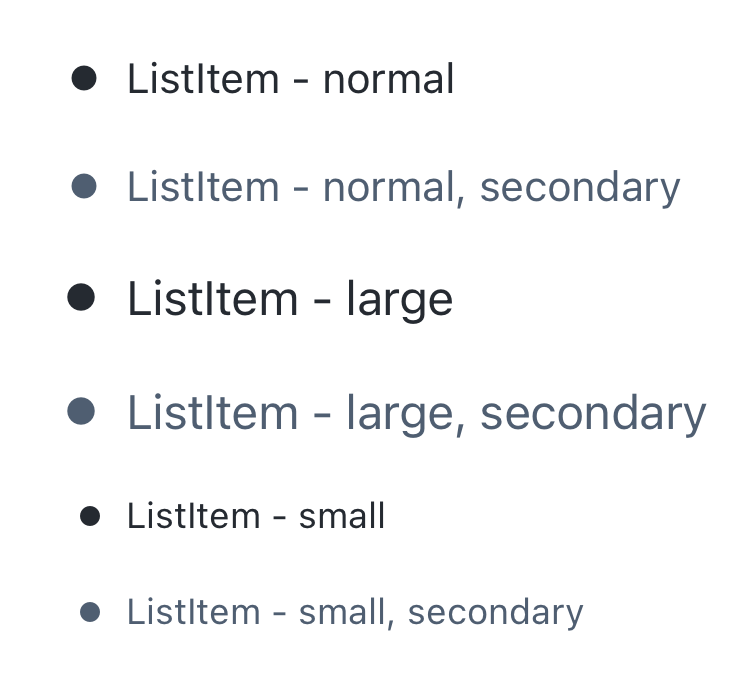 ● ListItem - normal
● ListItem - normal, secondary
● ListItem - large
● ListItem - large, secondary
● ListItem - small
● ListItem - small, secondary